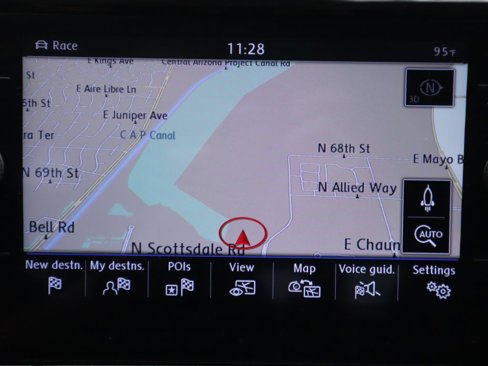 Race
11:28
95°F
E Kings Ave
Central Arizona Project Canal Rd
St
E Aire Libre Ln
5th St
E Juniper Ave
ra Ter
C A P Canal
N 68th St
E Mayo B
N 69th St
N Allied Way
Bell Rd
N Scottsdale Rd
E Chaun
3D
N
AUTO
New destn.
My destns.
POIs
View
Map
Voice guid.
Settings